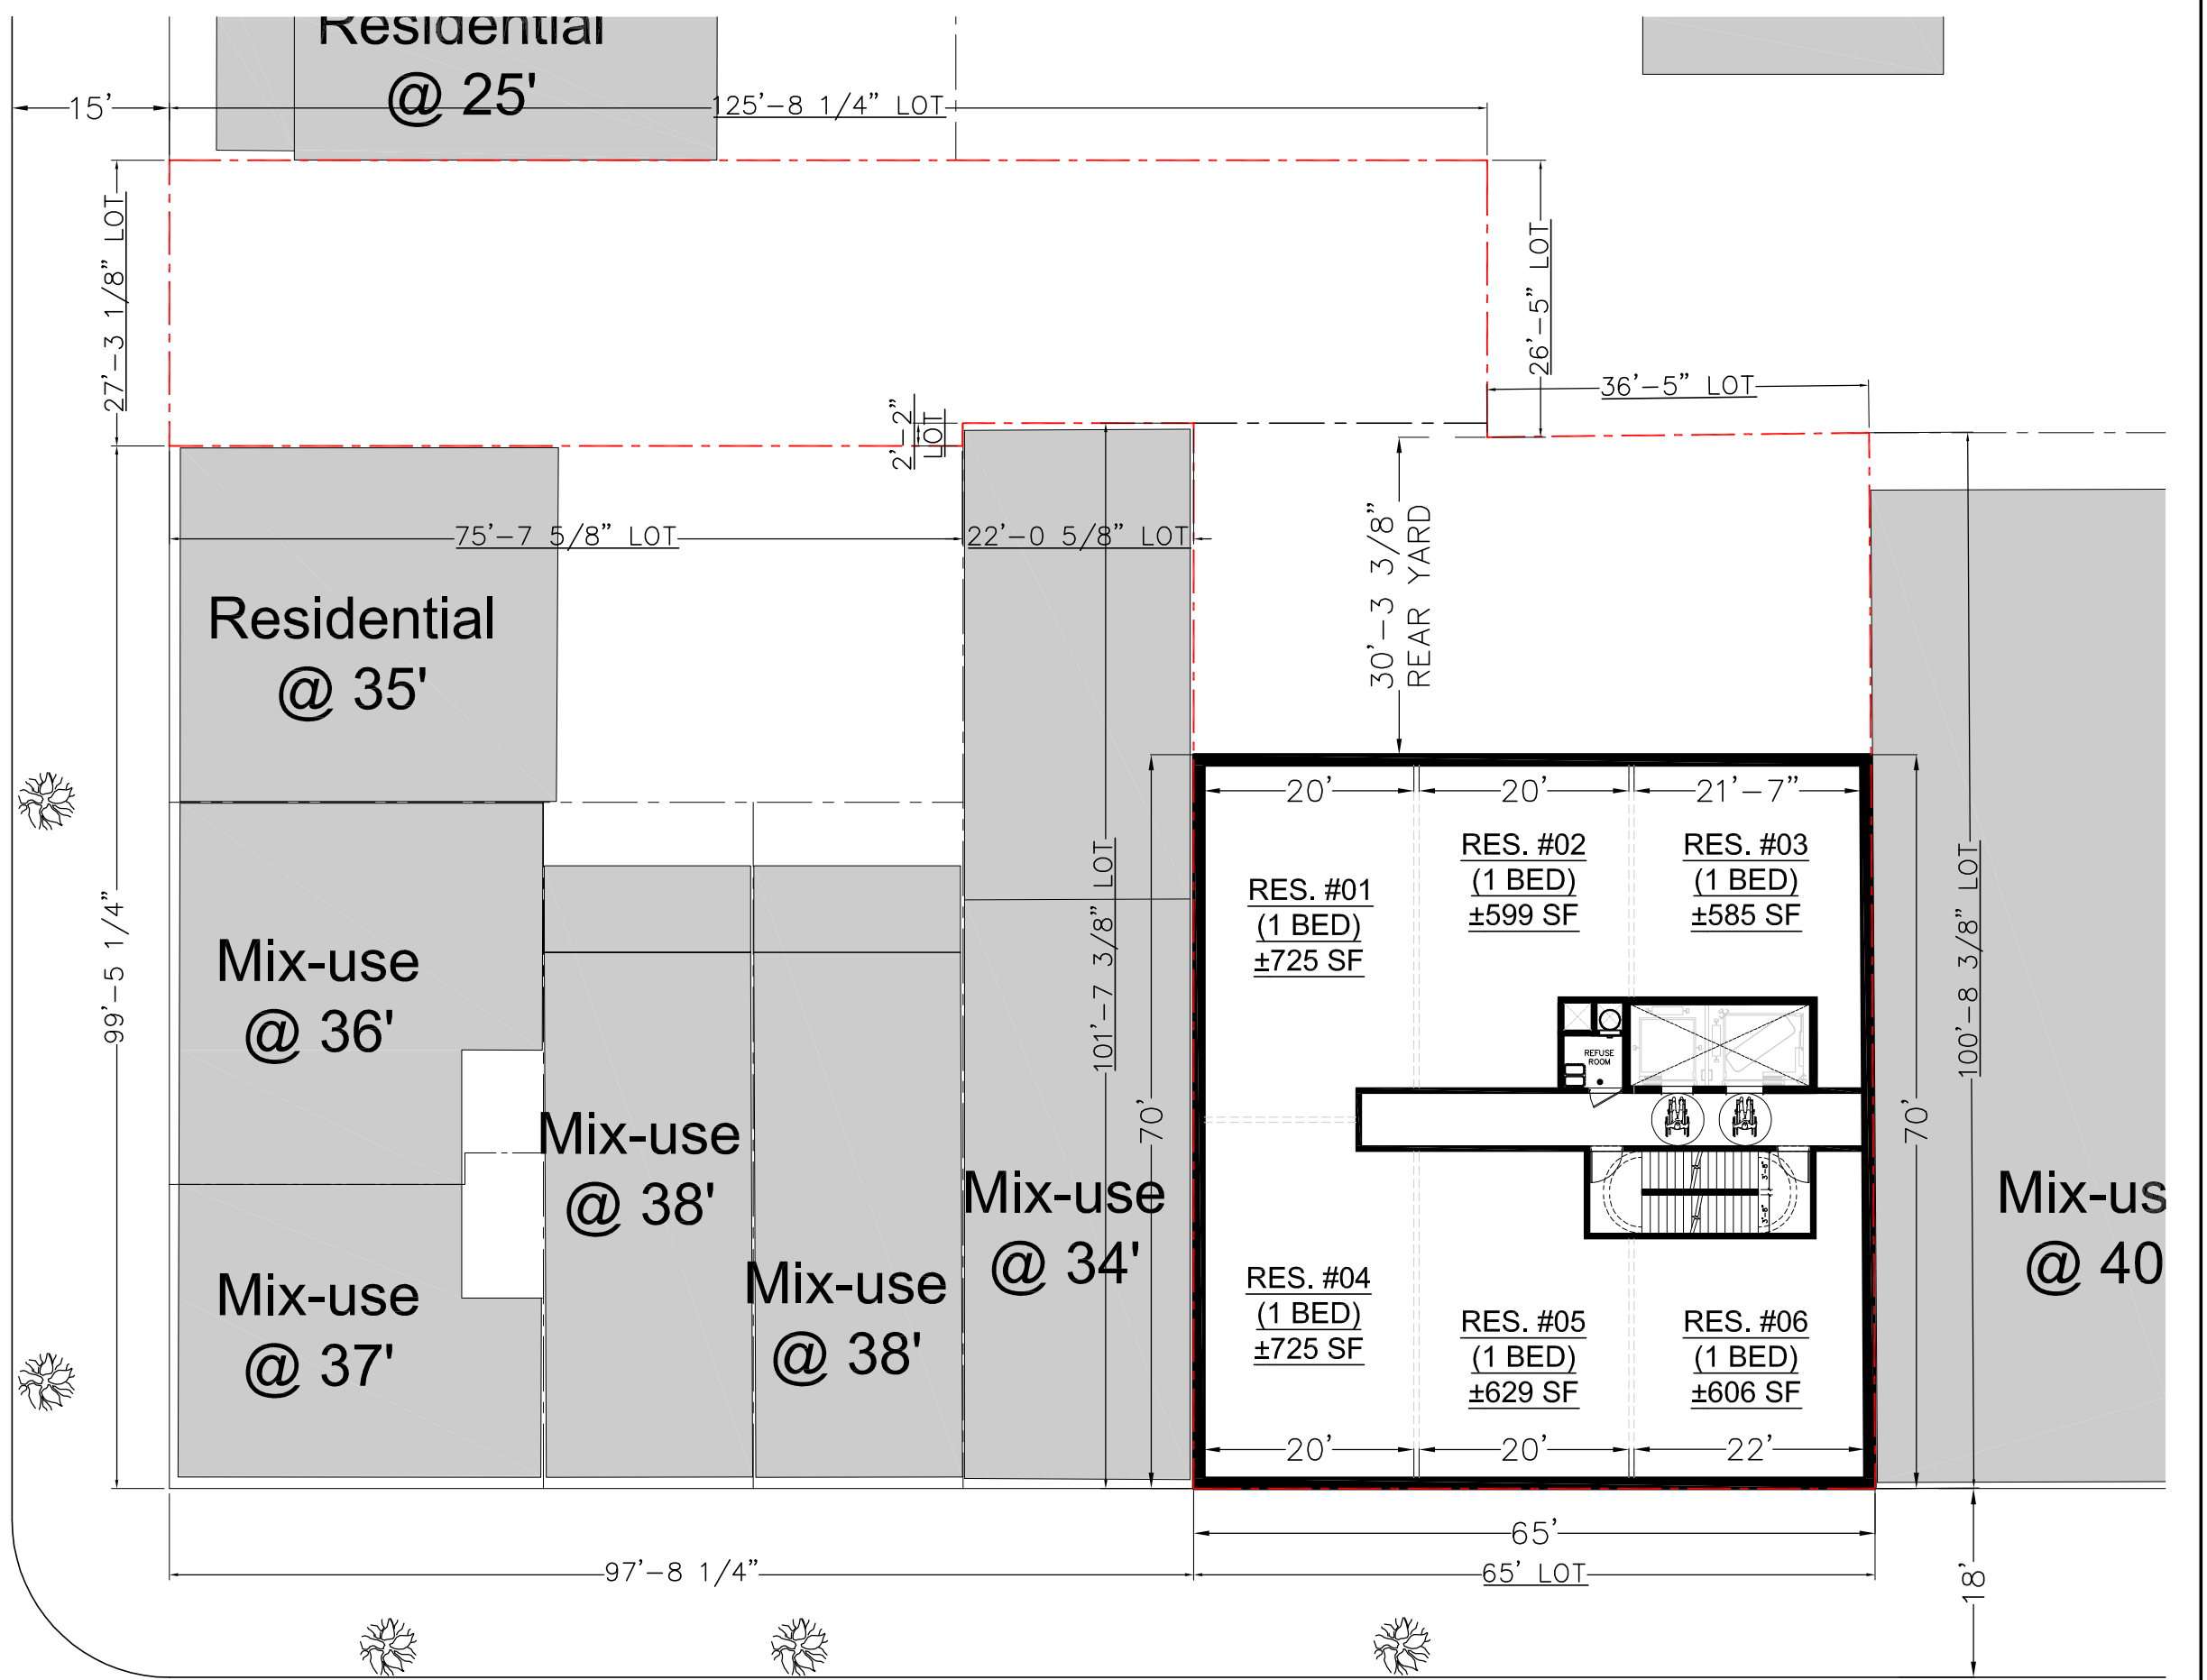 Residential
@ 25'
15'
125'-8 1/4" LOT
27'-3 1/8" LOT
26'-5" LOT
36'-5" LOT
2'-2"
LOT
75'-7 5/8" LOT
22'-0 5/8" LOT
30'-3 3/8"
REAR YARD
Residential
@ 35'
20'
20'
21'-7"
RES. #01
(1 BED)
±725 SF
RES. #02
(1 BED)
±599 SF
RES. #03
(1 BED)
±585 SF
99'-5 1/4"
101'-7 3/8" LOT
100'-8 3/8" LOT
70'
70'
Mix-use
@ 36'
REFUSE
ROOM
Mix-use
@ 38'
Mix-use
@ 34'
3'-8"
3'-8"
Mix-us
@ 40
Mix-use
@ 37'
Mix-use
@ 38'
RES. #04
(1 BED)
±725 SF
RES. #05
(1 BED)
±629 SF
RES. #06
(1 BED)
±606 SF
20'
20'
22'
65'
97'-8 1/4"
65' LOT
18'